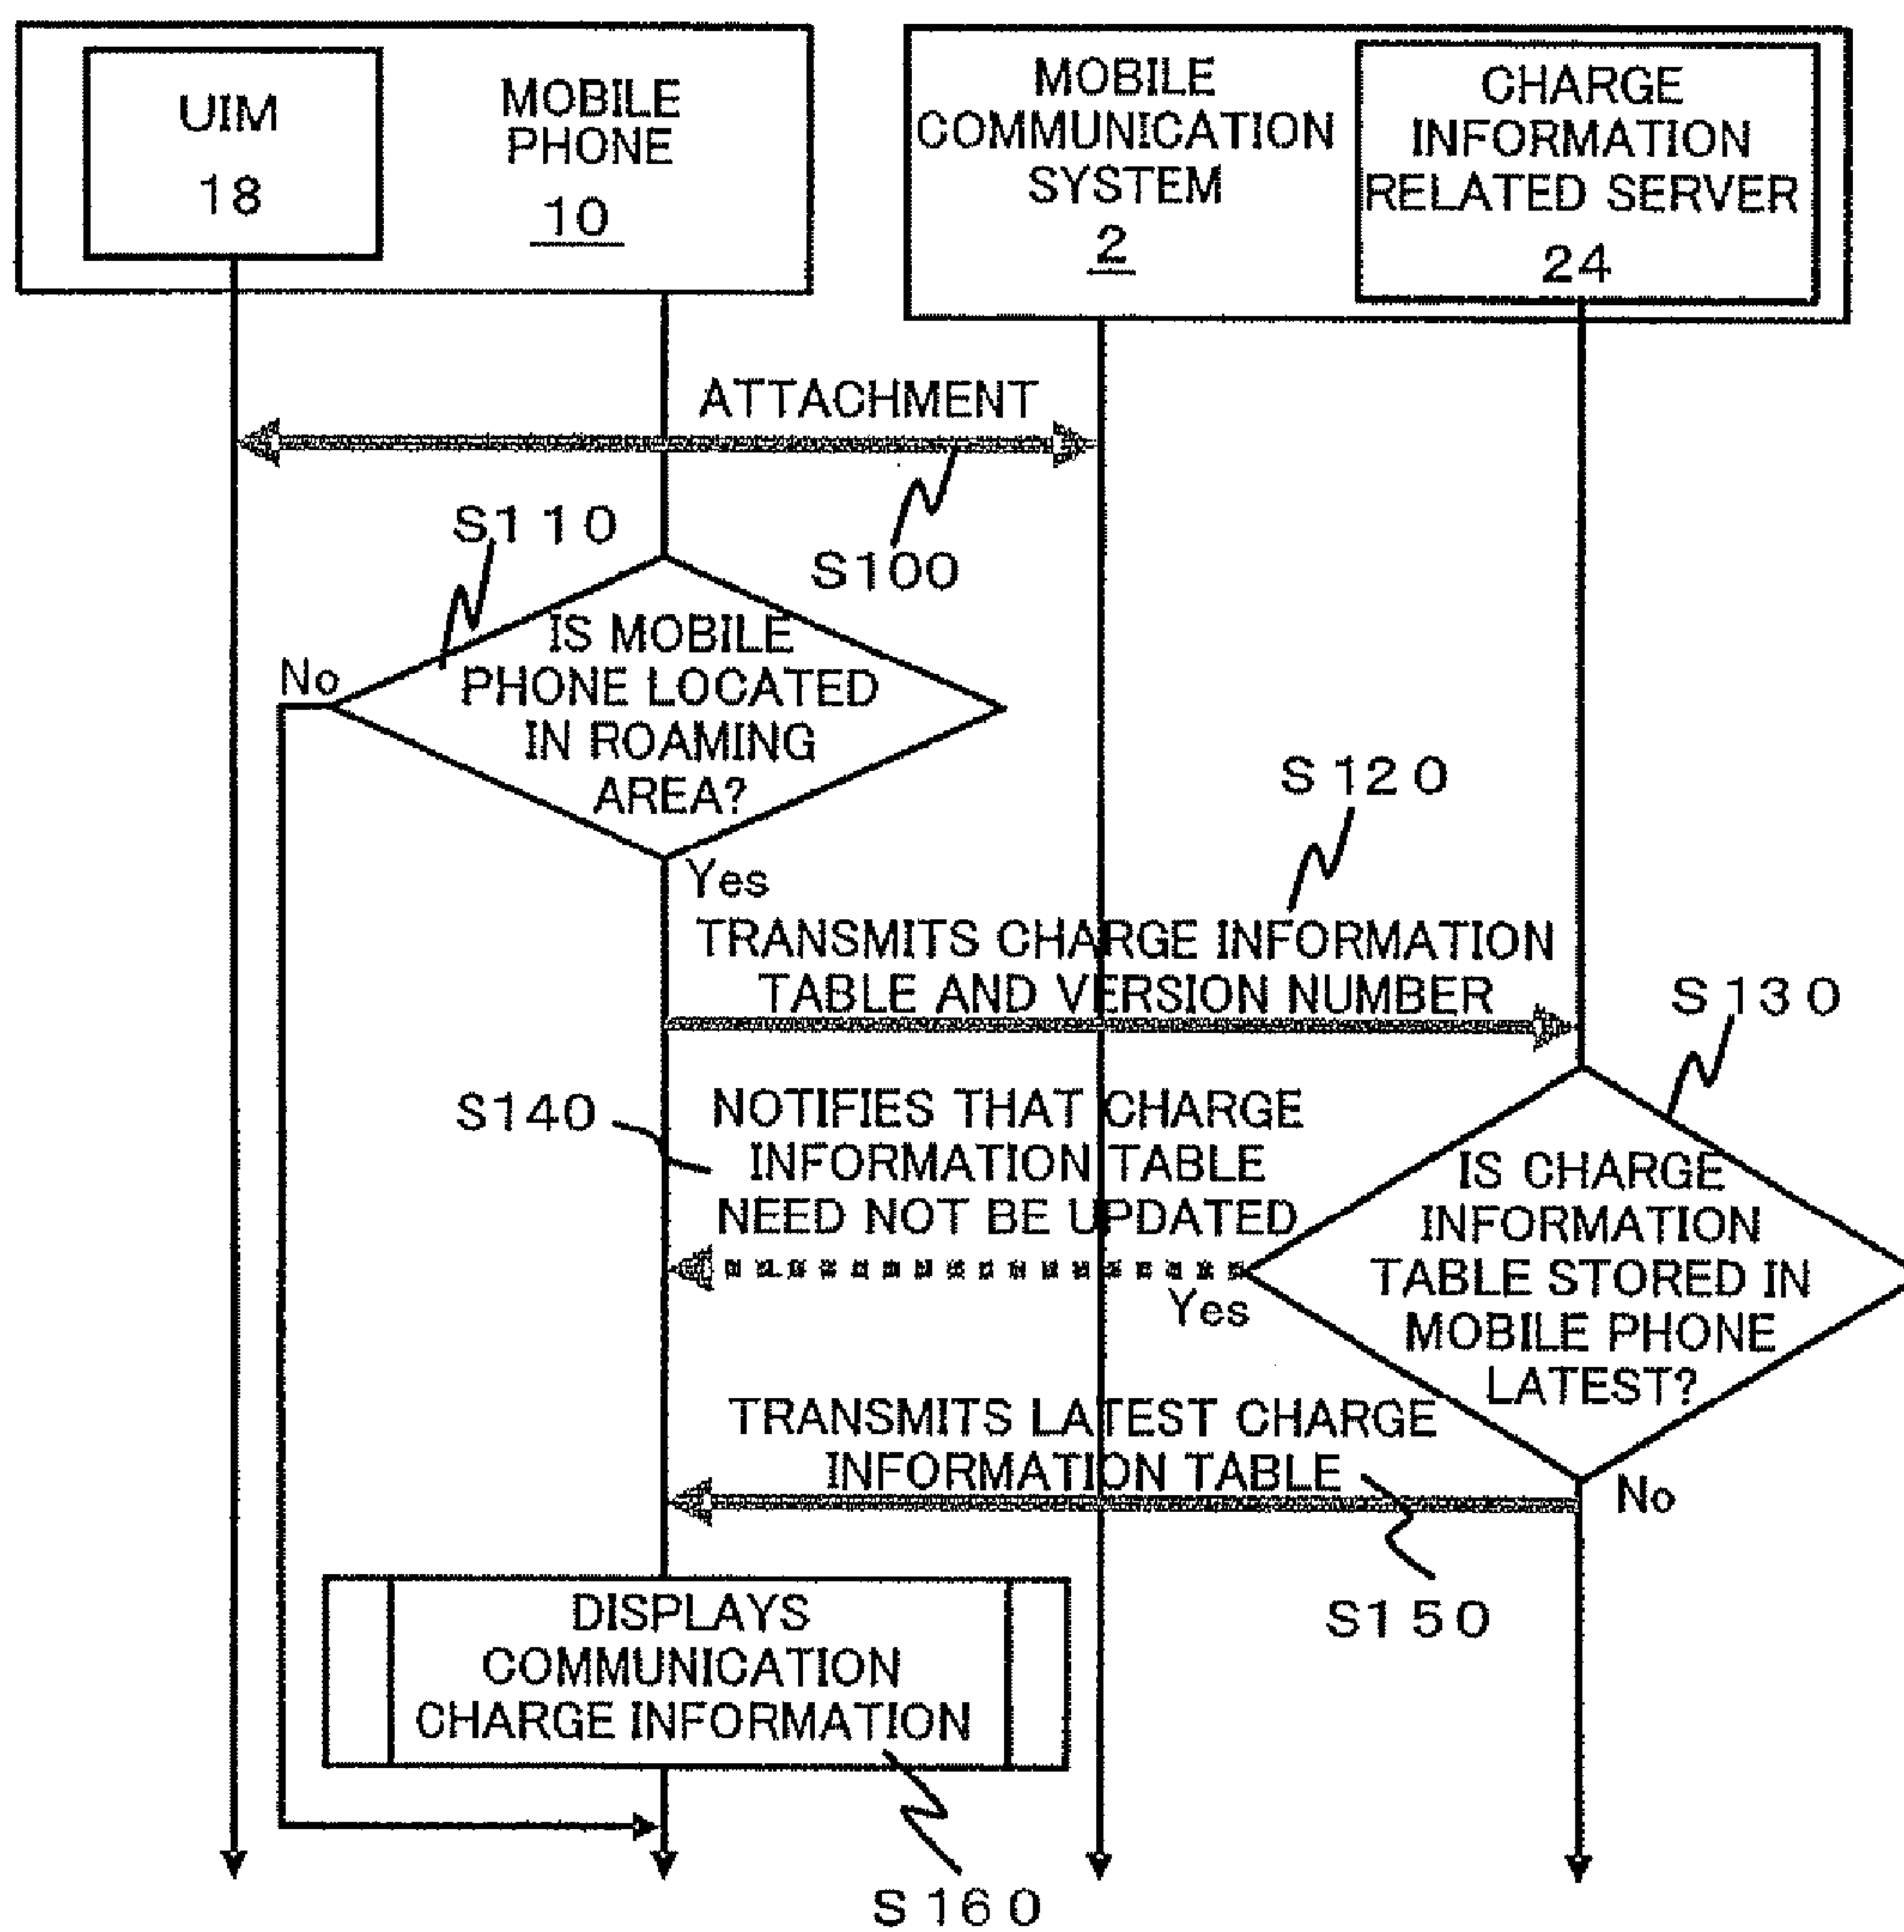 UIM
18
MOBILE
PHONE
10
MOBILE
COMMUNICATION
SYSTEM
2
CHARGE
INFORMATION
RELATED SERVER
24
ATTACHMENT
S100
S110
IS MOBILE
PHONE LOCATED
IN ROAMING
AREA?
No
Yes
S120
TRANSMITS CHARGE INFORMATION
TABLE AND VERSION NUMBER
S130
S140
NOTIFIES THAT CHARGE
INFORMATION TABLE
NEED NOT BE UPDATED
IS CHARGE
INFORMATION
TABLE STORED IN
MOBILE PHONE
LATEST?
Yes
TRANSMITS LATEST CHARGE
INFORMATION TABLE
No
S150
DISPLAYS
COMMUNICATION
CHARGE INFORMATION
S160